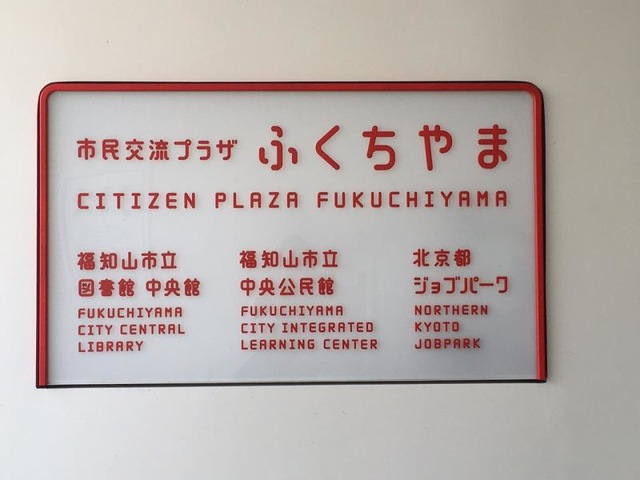 市民交流プラザ ふくちやま
CITIZEN PLAZA FUKUCHIYAMA
福知山市立
図書館 中央館
FUKUCHIYAMA
CITY CENTRAL
LIBRARY
福知山市立
中央公民館
FUKUCHIYAMA
CITY INTEGRATED
LEARNING CENTER
北京都
ジョブパーク
NORTHERN
KYOTO
JOBPARK